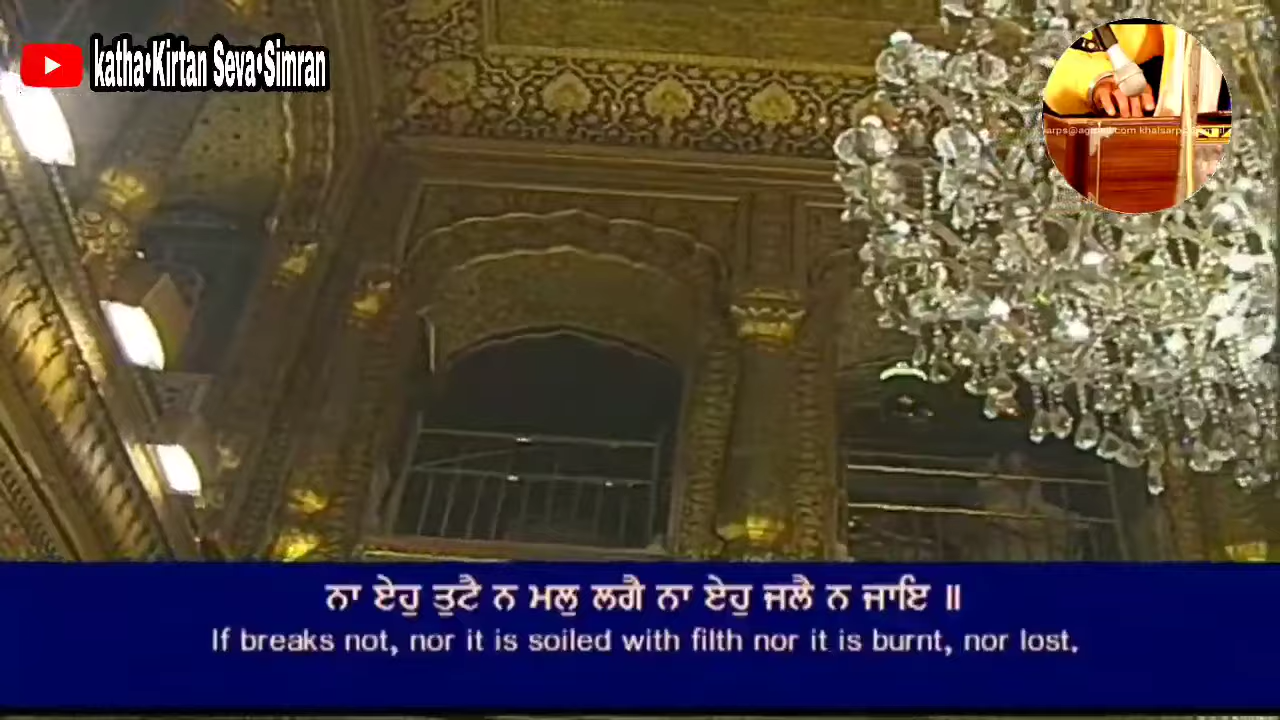 katha•Kirtan Seva•Simran
ਨਾ ਏਹੁ ਤੁਟੈ ਨ ਮਲੁ ਲਗੈ ਨਾ ਏਹੁ ਜਲੈ ਨ ਜਾਇ ॥
If breaks not, nor it is soiled with filth nor it is burnt, nor lost.